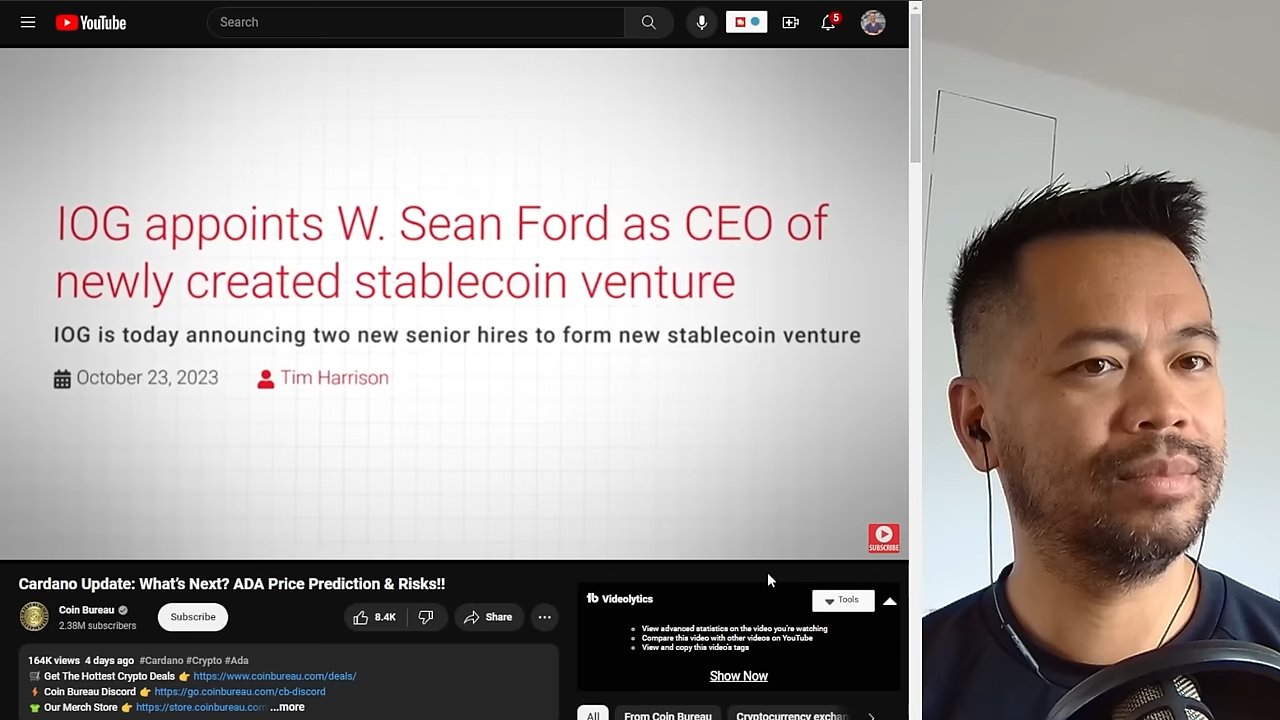 YouTube
Search
5
IOG appoints W. Sean Ford as CEO of
newly created stablecoin venture
IOG is today announcing two new senior hires to form new stablecoin venture
October 23, 2023 Tim Harrison
SUBSCRIBE
Cardano Update: What's Next? ADA Price Prediction & Risks!!
Coin Bureau
2.38M subscribers
Subscribe
8.4K
Share
164K views 4 days ago #Cardano #Crypto #Ada
Get The Hottest Crypto Deals 👉 https://www.coinbureau.com/deals/
Coin Bureau Discord 👉 https://go.coinbureau.com/cb-discord
Our Merch Store 👉 https://store.coinbureau.com ...more
tb Videolytics
Tools
View advanced statistics on the video you're watching
Compare this video with other videos on YouTube
View and copy this video's tags
Show Now
All
From Coin Bureau
Cryptocurrency exchan